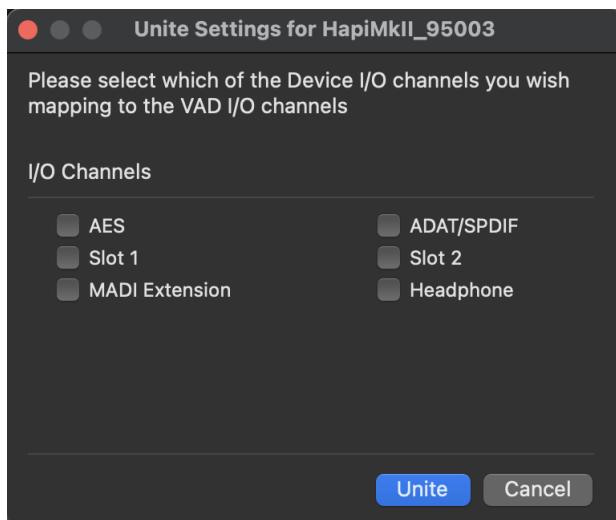 Unite Settings for HapiMkII_95003
Please select which of the Device I/O channels you wish
mapping to the VAD I/O channels
I/O Channels
AES
ADAT/SPDIF
Slot 1
Slot 2
MADI Extension
Headphone
Unite
Cancel